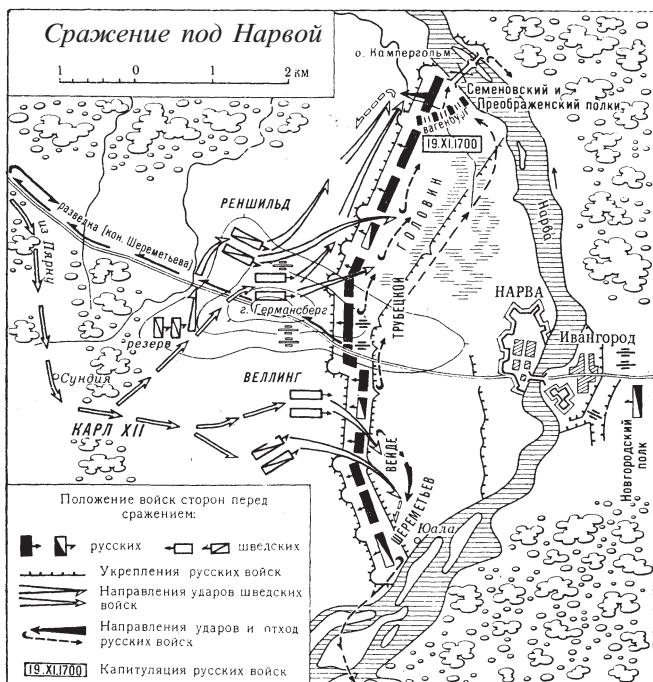 Сражение под Нарвой
1 0 1 2 км
о. Кампергольм
Семеновский и
Преображенский полки
вагенбург
19.XI.1700
РЕНШИЛЬД
разведка (кон. Шереметьева)
из Пярну
ГОЛОВИН
Нарва
ТРУБЕЦКОЙ
НАРВА
г. Германсберг
Ивангород
резерв
Сундия
ВЕЛЛИНГ
КАРЛ XII
Новгородский
полк
ВЕЙДЕ
ШЕРЕМЕТЬЕВ
Юала
Положение войск сторон перед
сражением:
русских шведских
Укрепления русских войск
Направления ударов шведских
войск
Направления ударов и отход
русских войск
19.XI.1700 Капитуляция русских войск